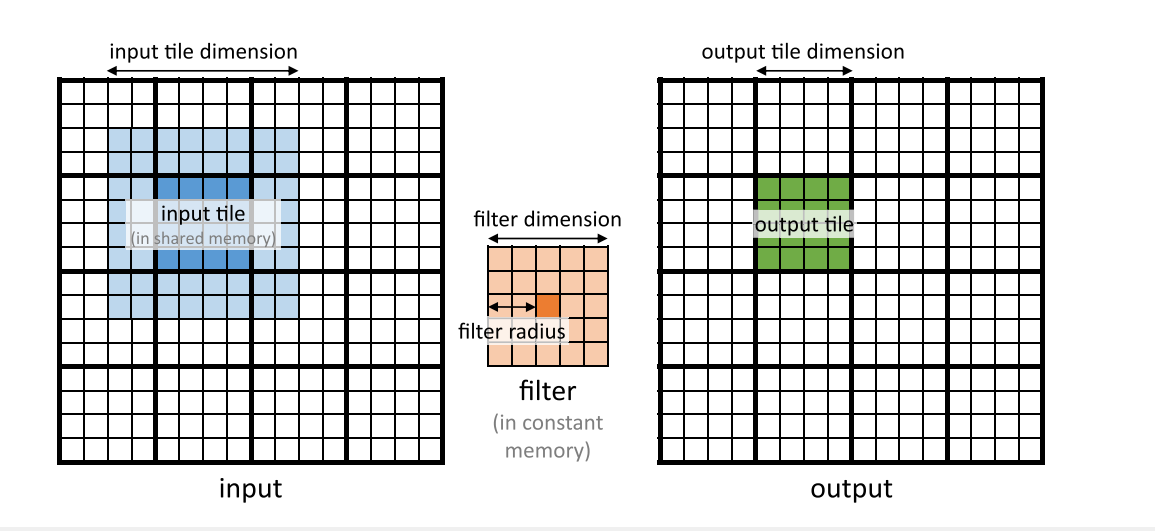 input tile dimension
output tile dimension
input tile
(in shared memory)
filter dimension
output tile
filter radius
filter
(in constant
memory)
input
output